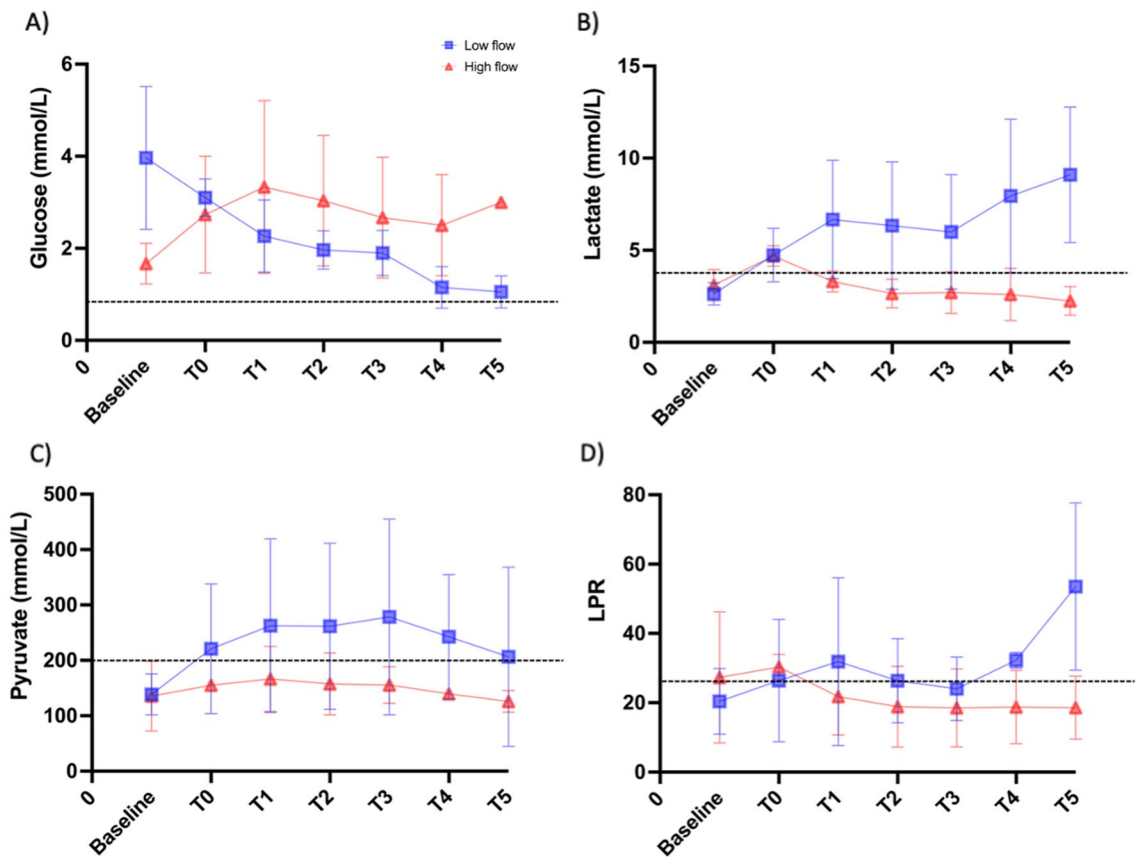 A)
Low flow
High flow
Glucose (mmol/L)
6
4
2
0
0
Baseline
T0
T1
T2
T3
T4
T5
B)
Lactate (mmol/L)
15
10
5
0
0
Baseline
T0
T1
T2
T3
T4
T5
C)
Pyruvate (mmol/L)
500
400
300
200
100
0
0
Baseline
T0
T1
T2
T3
T4
T5
D)
LPR
80
60
40
20
0
0
Baseline
T0
T1
T2
T3
T4
T5